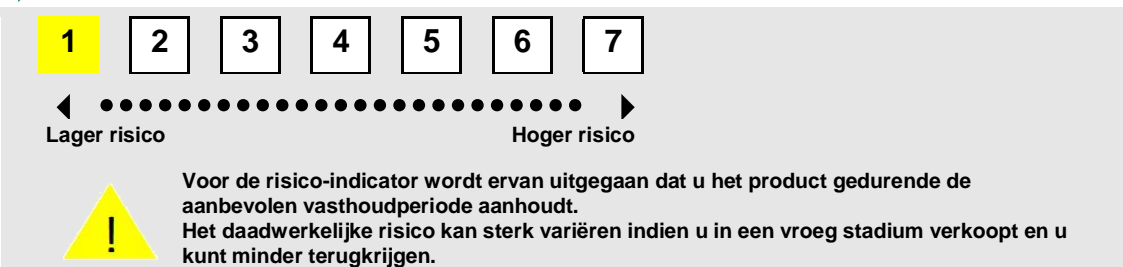 1 2 3 4 5 6 7
Lager risico Hoger risico
Voor de risico-indicator wordt ervan uitgegaan dat u het product gedurende de
aanbevolen vasthoudperiode aanhoudt.
Het daadwerkelijke risico kan sterk variëren indien u in een vroeg stadium verkoopt en u
kunt minder terugkrijgen.
!